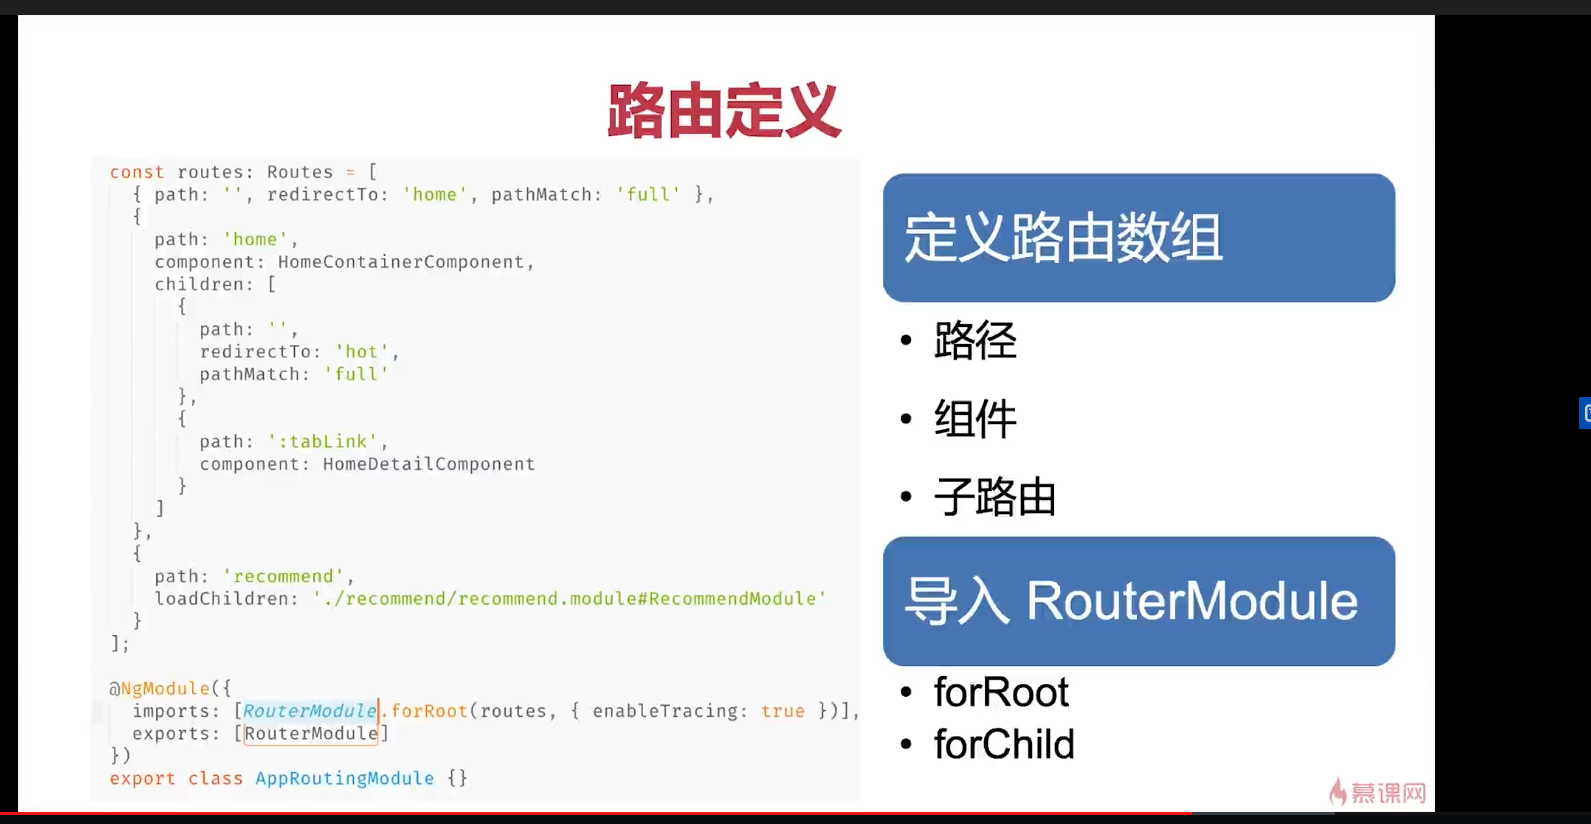 路由定义
const routes: Routes = [
{ path: '', redirectTo: 'home', pathMatch: 'full' },
{
path: 'home',
component: HomeContainerComponent,
children: [
{
path: '',
redirectTo: 'hot',
pathMatch: 'full'
},
{
path: ':tabLink',
component: HomeDetailComponent
}
]
},
{
path: 'recommend',
loadChildren: './recommend/recommend.module#RecommendModule'
}
];
@NgModule({
imports: [RouterModule.forRoot(routes, { enableTracing: true })],
exports: [RouterModule]
})
export class AppRoutingModule {}
定义路由数组
• 路径
• 组件
• 子路由
导入 RouterModule
• forRoot
• forChild
慕课网